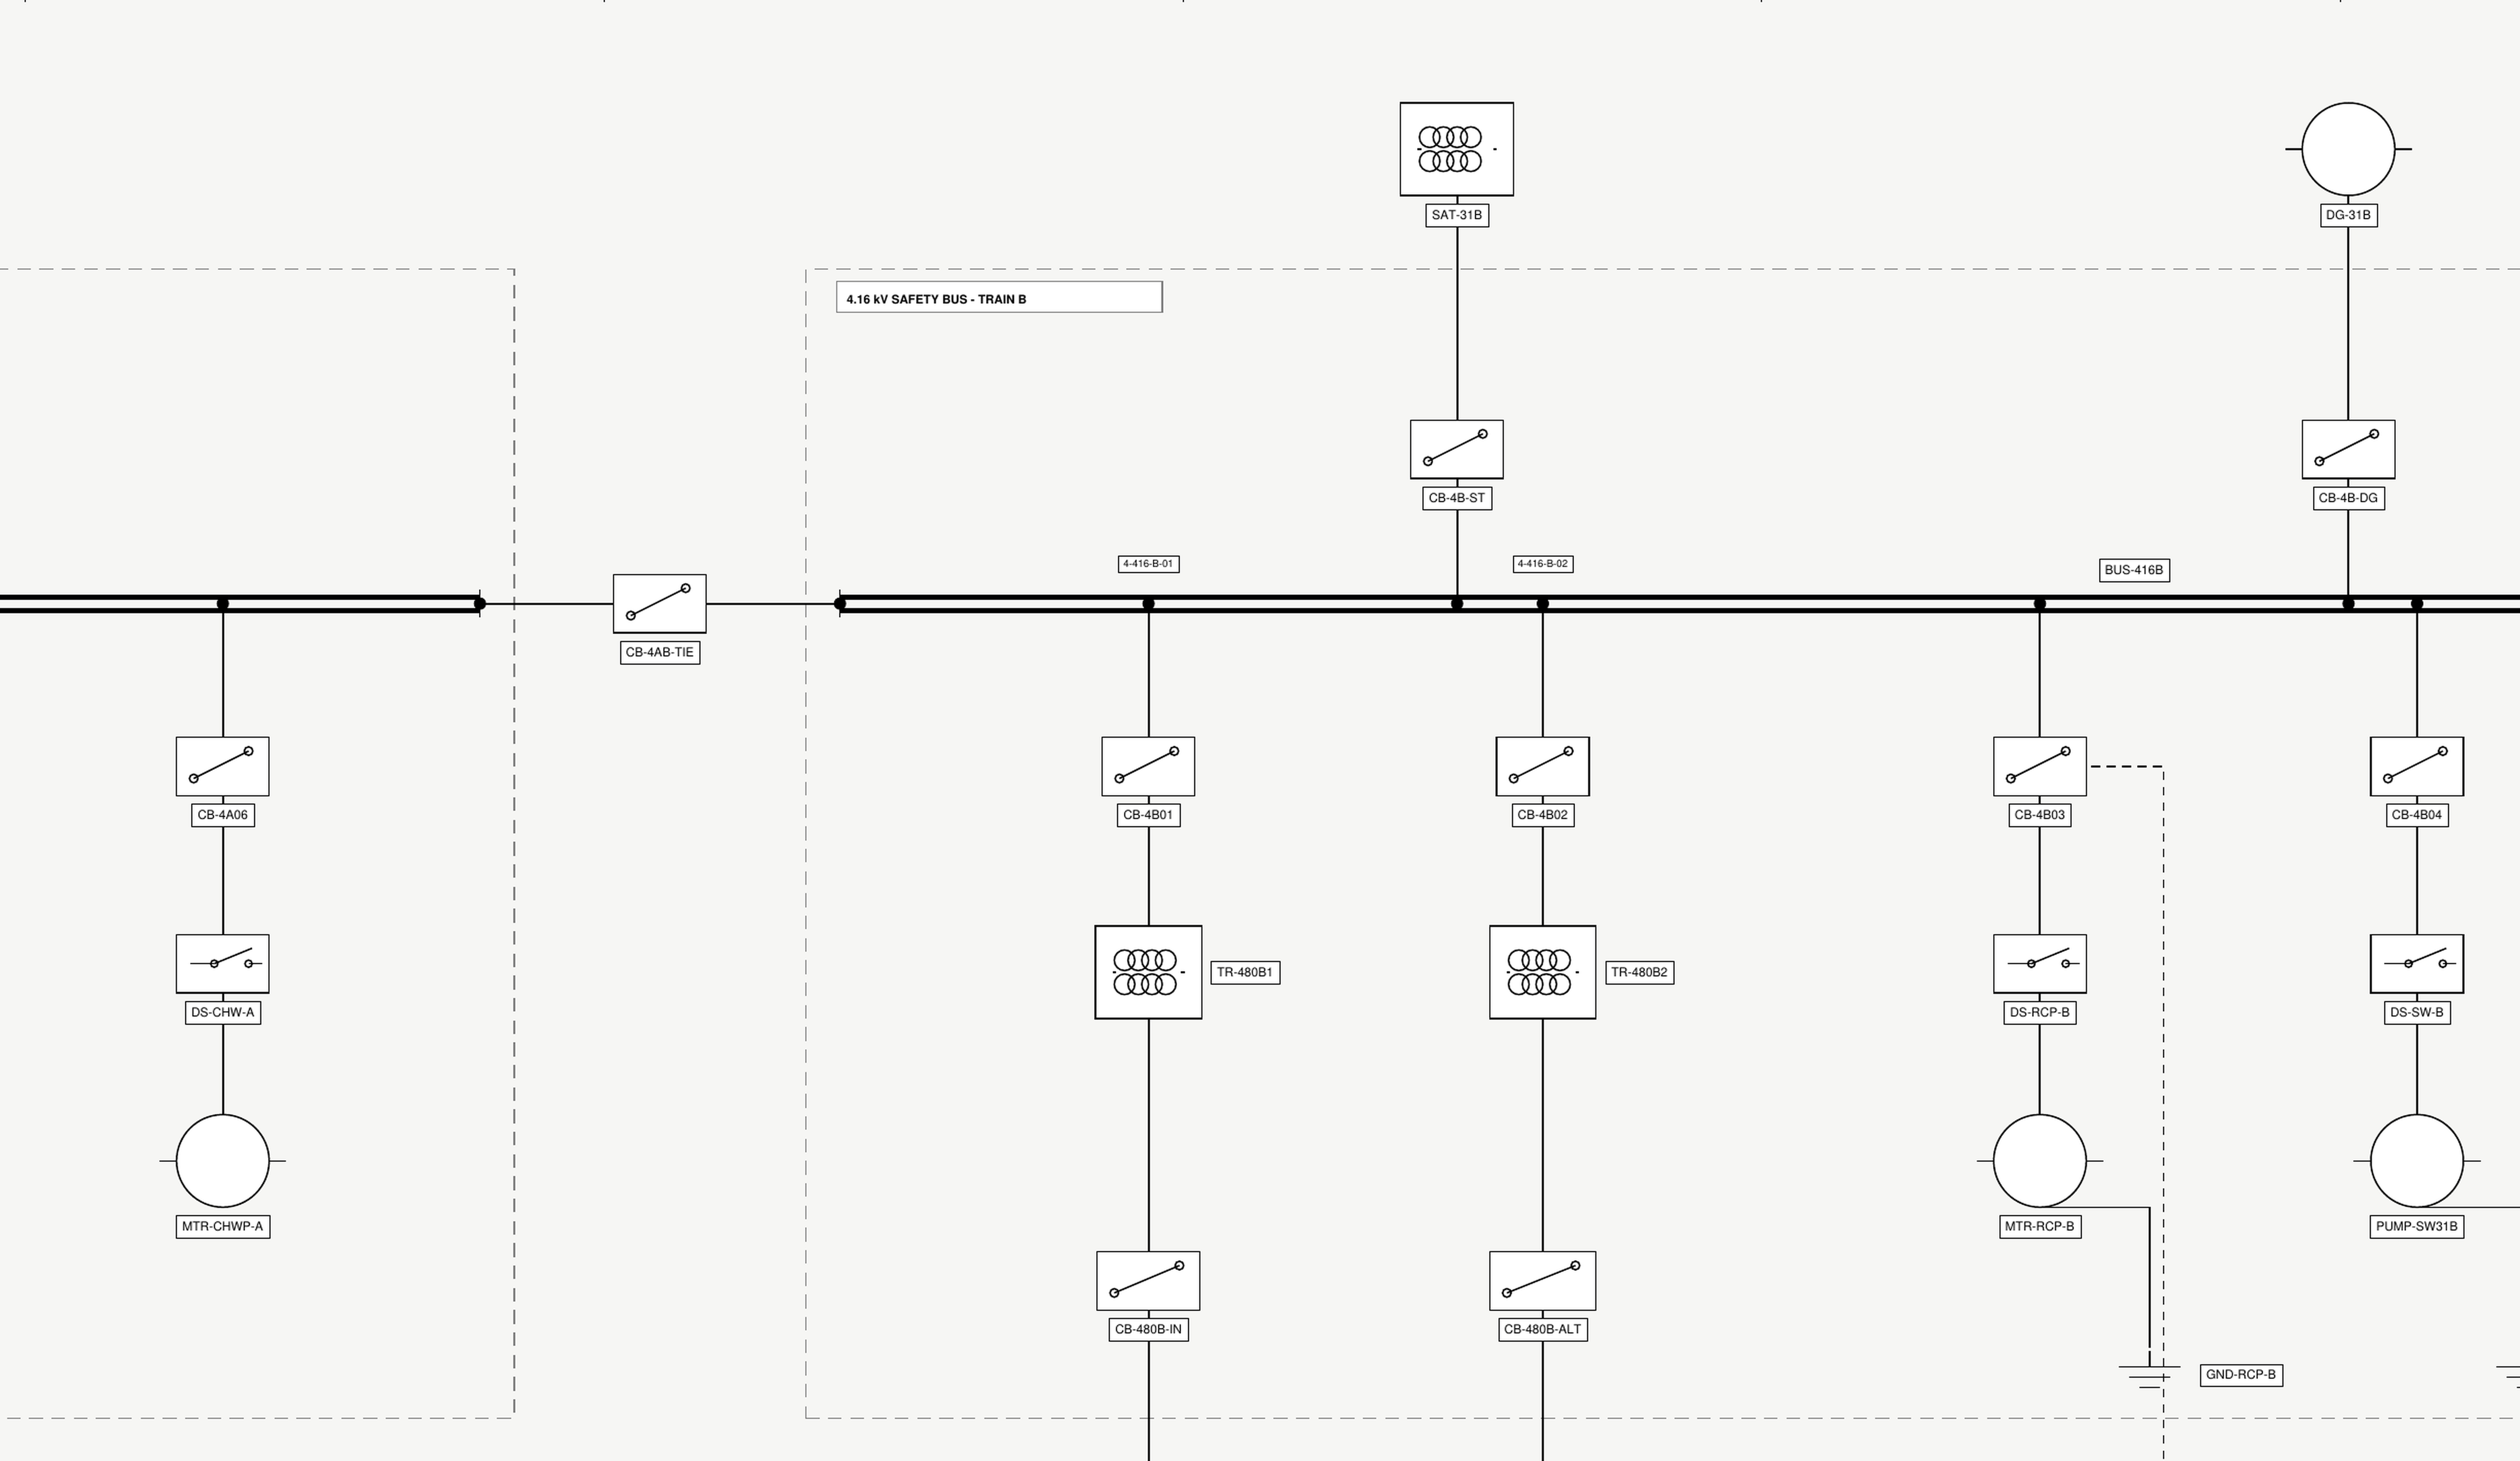 SAT-31B
DG-31B
4.16 kV SAFETY BUS - TRAIN B
CB-4B-ST
CB-4B-DG
4-416-B-01
4-416-B-02
BUS-416B
CB-4AB-TIE
CB-4A06
CB-4B01
CB-4B02
CB-4B03
CB-4B04
TR-480B1
TR-480B2
DS-CHW-A
DS-RCP-B
DS-SW-B
MTR-CHWP-A
MTR-RCP-B
PUMP-SW31B
CB-480B-IN
CB-480B-ALT
GND-RCP-B